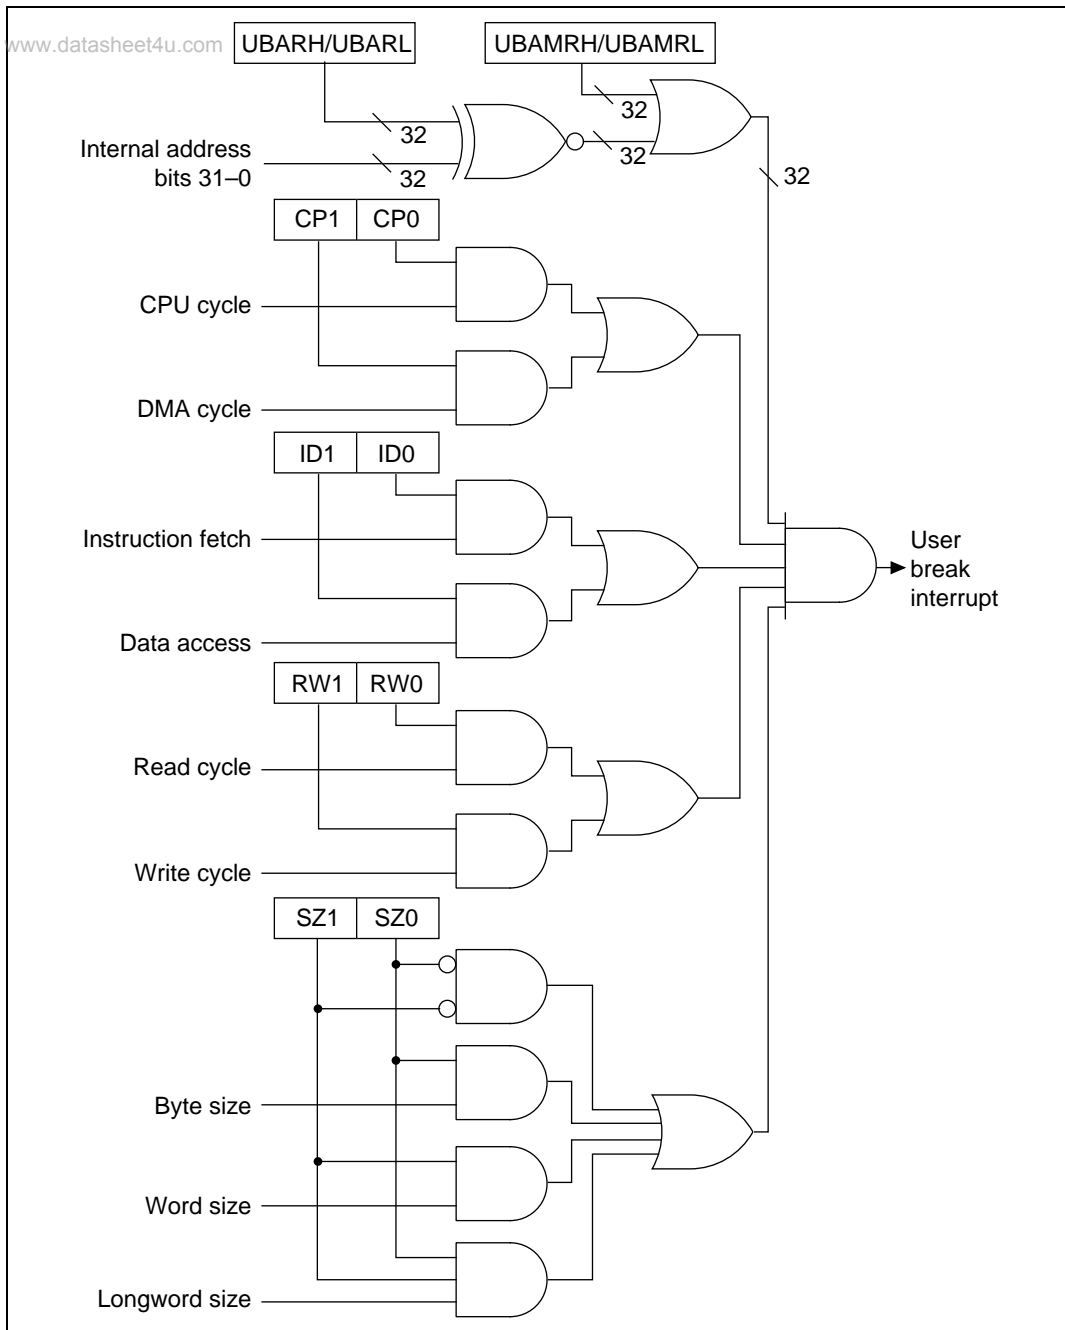 www.datasheet4u.com
UBARH/UBARL
UBAMRH/UBAMRL
32
32
32
32
32
Internal address
bits 31–0
CP1 CP0
CPU cycle
DMA cycle
ID1 ID0
Instruction fetch
Data access
User
break
interrupt
RW1 RW0
Read cycle
Write cycle
SZ1 SZ0
Byte size
Word size
Longword size